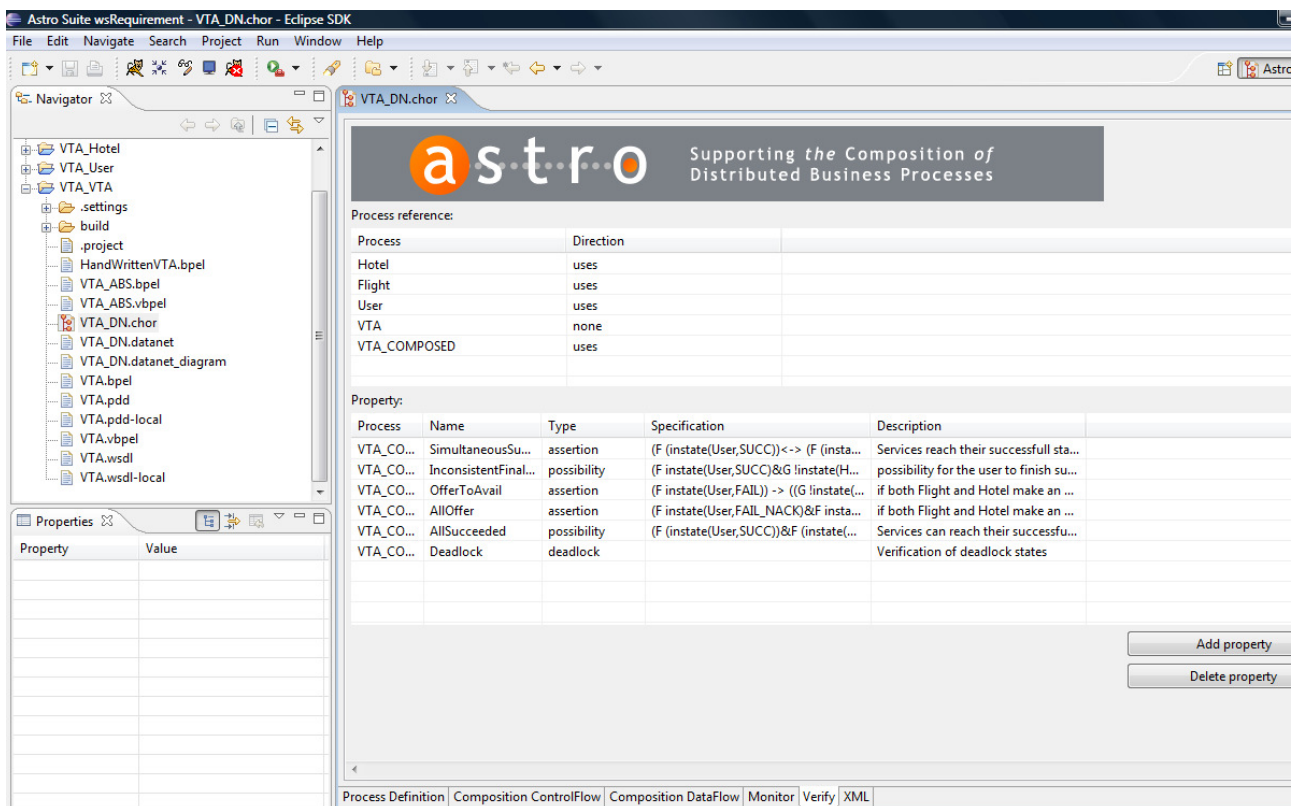 Astro Suite wsRequirement - VTA_DN.chor - Eclipse SDK
File Edit Navigate Search Project Run Window Help
Astro
Navigator
VTA_DN.chor
VTA_Hotel
VTA_User
VTA_VTA
.settings
build
.project
HandWrittenVTA.bpel
VTA_ABS.bpel
VTA_ABS.vbpel
VTA_DN.chor
VTA_DN.datanet
VTA_DN.datanet_diagram
VTA.bpel
VTA.pdd
VTA.pdd-local
VTA.vbpel
VTA.wsdl
VTA.wsdl-local
Properties
Property Value
astro
Supporting the Composition of
Distributed Business Processes
Process reference:
Process Direction
Hotel uses
Flight uses
User uses
VTA none
VTA_COMPOSED uses
Property:
Process Name Type Specification Description
VTA_CO... SimultaneousSu... assertion (F (instate(User,SUCC))<-> (F (insta... Services reach their successfull sta...
VTA_CO... InconsistentFinal... possibility (F instate(User,SUCC)&G !instate(H... possibility for the user to finish su...
VTA_CO... OfferToAvail assertion (F instate(User,FAIL)) -> ((G !instate(... if both Flight and Hotel make an ...
VTA_CO... AllOffer assertion (F instate(User,FAIL_NACK)&F insta... if both Flight and Hotel make an ...
VTA_CO... AllSucceeded possibility (F (instate(User,SUCC))&F (instate(... Services can reach their successfu...
VTA_CO... Deadlock deadlock Verification of deadlock states
Add property
Delete property
Process Definition Composition ControlFlow Composition DataFlow Monitor Verify XML